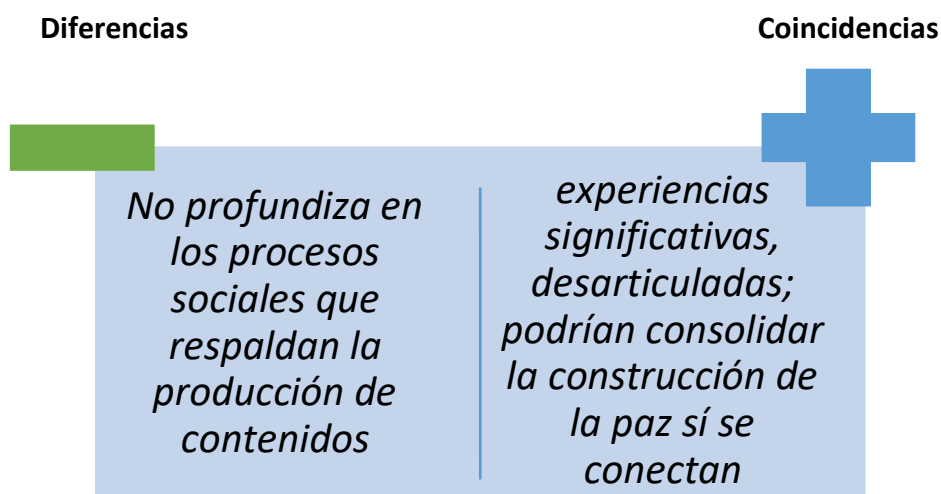 Diferencias
Coincidencias
No profundiza en
los procesos
sociales que
respaldan la
producción de
contenidos
experiencias
significativas,
desarticuladas;
podrían consolidar
la construcción de
la paz sí se
conectan